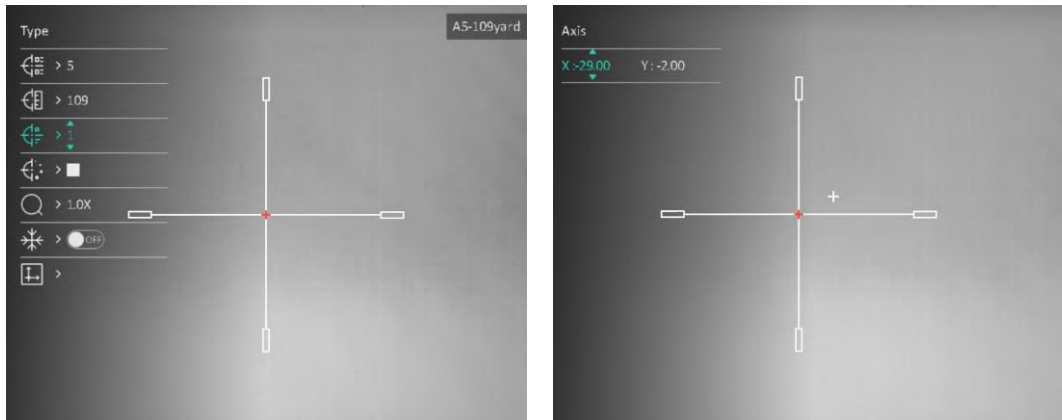 Type
A5-109yard
> 5
> 109
> 1
>
> 1.0X
> OFF
>
Axis
X :-29.00 Y : -2.00